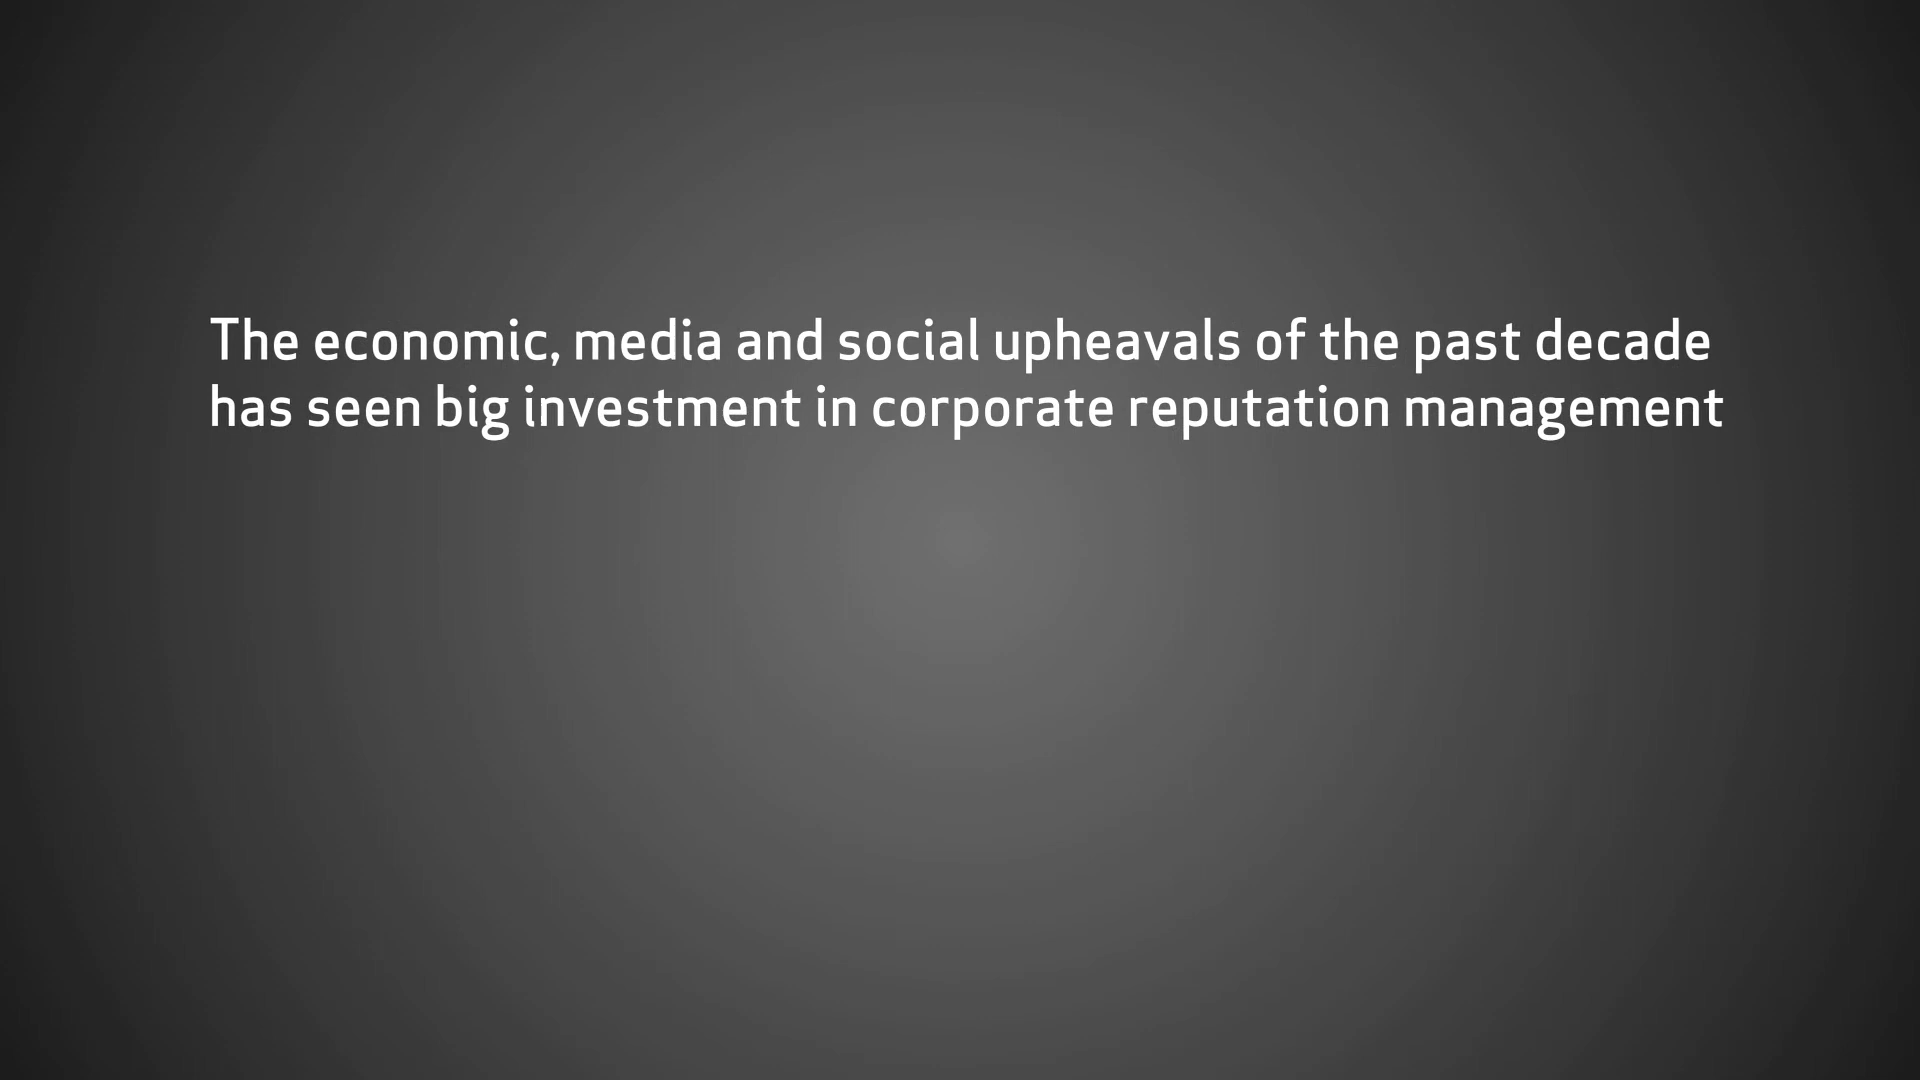 The economic, media and social upheavals of the past decade
has seen big investment in corporate reputation management